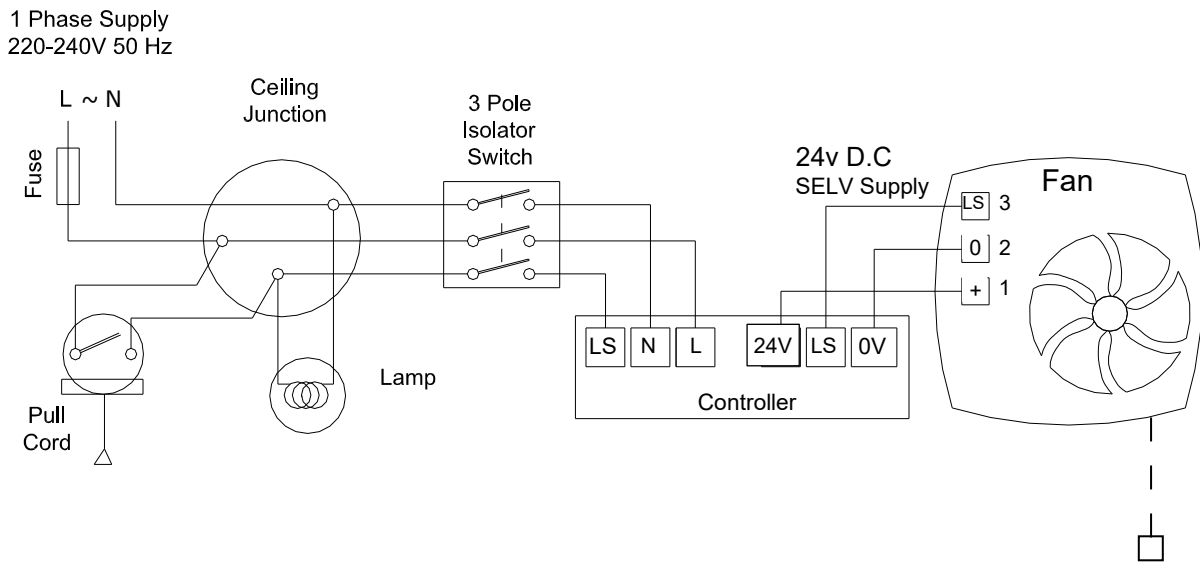 1 Phase Supply
220-240V 50 Hz
L ~ N
Fuse
Ceiling
Junction
3 Pole
Isolator
Switch
24v D.C
SELV Supply
Fan
LS 3
0 2
+ 1
LS N L 24V LS 0V
Controller
Lamp
Pull
Cord